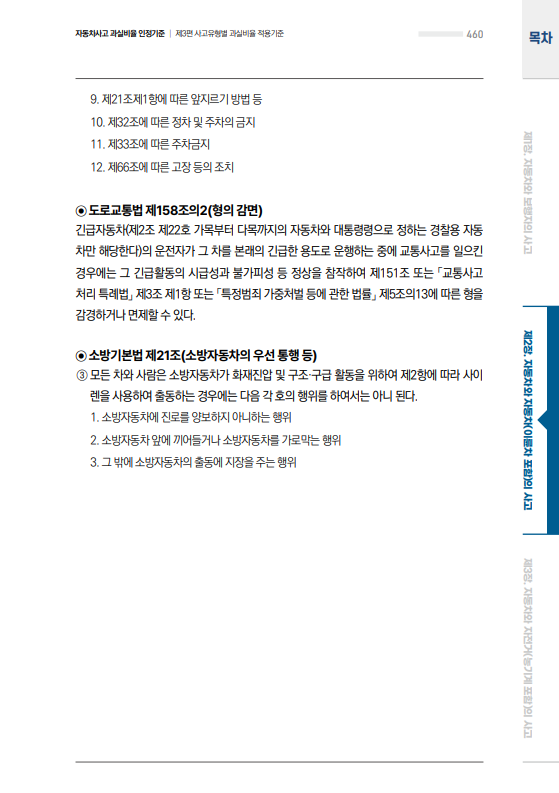 자동차사고 과실비율 인정기준 | 제3편 사고유형별 과실비율 적용기준
460
목차
9. 제21조제1항에 따른 앞지르기 방법 등
10. 제32조에 따른 정차 및 주차의 금지
11. 제33조에 따른 주차금지
12. 제66조에 따른 고장 등의 조치
◉ 도로교통법 제158조의2(형의 감면)
긴급자동차(제2조 제22호 가목부터 다목까지의 자동차와 대통령령으로 정하는 경찰용 자동
차만 해당한다)의 운전자가 그 차를 본래의 긴급한 용도로 운행하는 중에 교통사고를 일으킨
경우에는 그 긴급활동의 시급성과 불가피성 등 정상을 참작하여 제151조 또는 「교통사고
처리 특례법」 제3조 제1항 또는 「특정범죄 가중처벌 등에 관한 법률」 제5조의13에 따른 형을
감경하거나 면제할 수 있다.
◉ 소방기본법 제21조(소방자동차의 우선 통행 등)
③ 모든 차와 사람은 소방자동차가 화재진압 및 구조·구급 활동을 위하여 제2항에 따라 사이
렌을 사용하여 출동하는 경우에는 다음 각 호의 행위를 하여서는 아니 된다.
1. 소방자동차에 진로를 양보하지 아니하는 행위
2. 소방자동차 앞에 끼어들거나 소방자동차를 가로막는 행위
3. 그 밖에 소방자동차의 출동에 지장을 주는 행위
제1장. 자동차와 보행자의 사고
제2장. 자동차와 자동차(이륜차 포함)의 사고
제3장. 자동차와 자전거(농기계 포함)의 사고